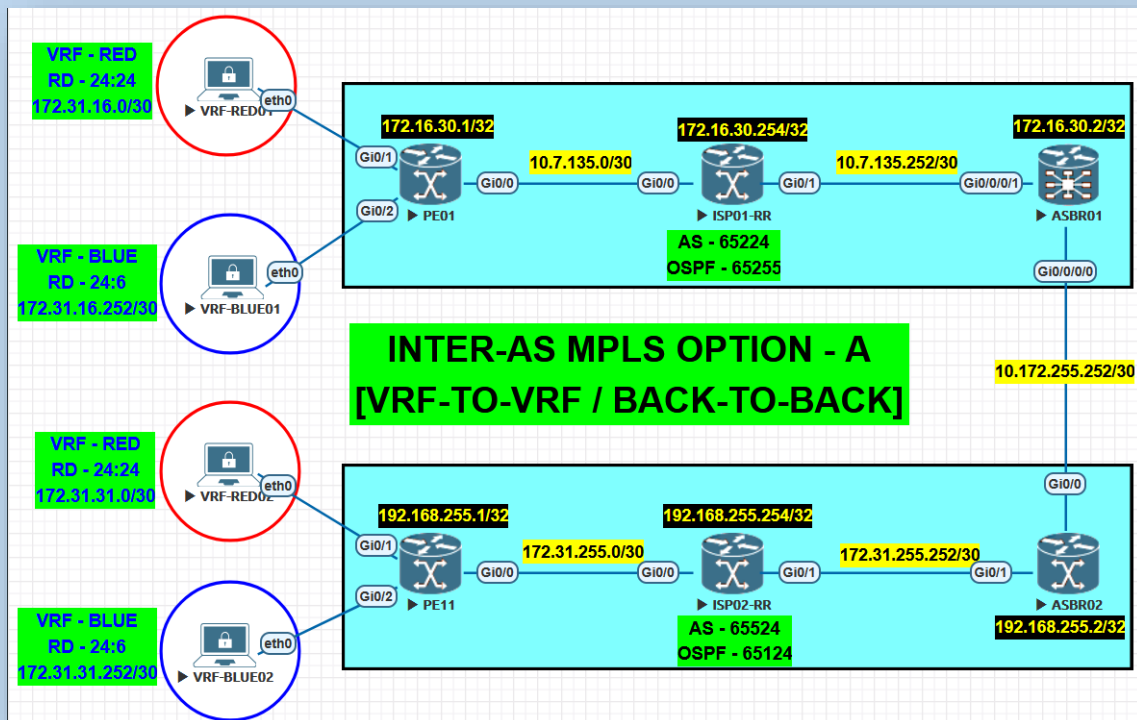 VRF - RED
RD - 24:24
172.31.16.0/30
eth0
VRF-RED01
VRF - BLUE
RD - 24:6
172.31.16.252/30
eth0
VRF-BLUE01
172.16.30.1/32
Gi0/1
Gi0/2
Gi0/0
PE01
10.7.135.0/30
172.16.30.254/32
Gi0/0
Gi0/1
ISP01-RR
AS - 65224
OSPF - 65255
10.7.135.252/30
172.16.30.2/32
Gi0/0/0/1
ASBR01
Gi0/0/0/0
INTER-AS MPLS OPTION - A
[VRF-TO-VRF / BACK-TO-BACK]
10.172.255.252/30
VRF - RED
RD - 24:24
172.31.31.0/30
eth0
VRF-RED02
VRF - BLUE
RD - 24:6
172.31.31.252/30
eth0
VRF-BLUE02
192.168.255.1/32
Gi0/1
Gi0/2
Gi0/0
PE11
172.31.255.0/30
192.168.255.254/32
Gi0/0
Gi0/1
ISP02-RR
AS - 65524
OSPF - 65124
172.31.255.252/30
Gi0/0
Gi0/1
ASBR02
192.168.255.2/32